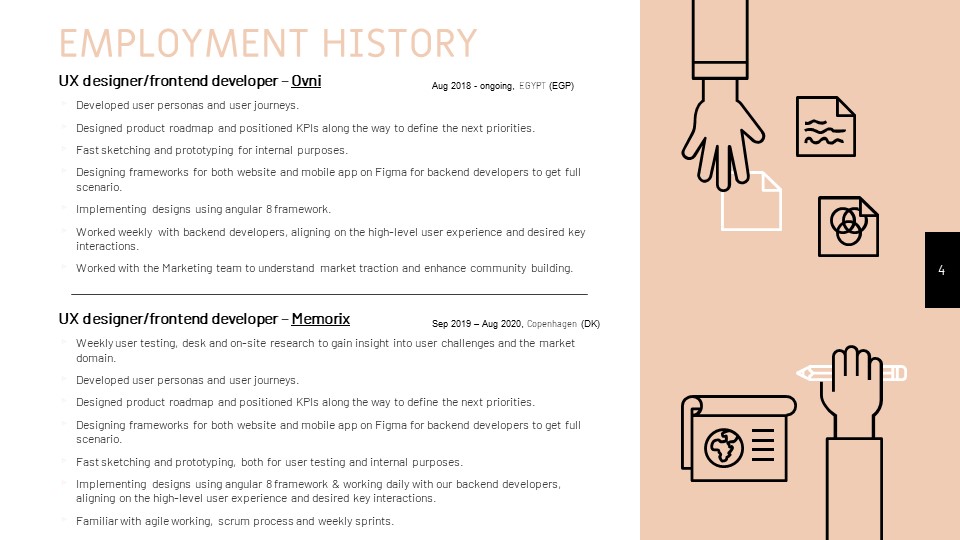 EMPLOYMENT HISTORY
UX designer/frontend developer – Ovni
Aug 2018 - ongoing, EGYPT (EGP)
Developed user personas and user journeys.
Designed product roadmap and positioned KPIs along the way to define the next priorities.
Fast sketching and prototyping for internal purposes.
Designing frameworks for both website and mobile app on Figma for backend developers to get full
scenario.
Implementing designs using angular 8 framework.
Worked weekly with backend developers, aligning on the high-level user experience and desired key
interactions.
Worked with the Marketing team to understand market traction and enhance community building.
4
UX designer/frontend developer – Memorix
Sep 2019 – Aug 2020, Copenhagen (DK)
Weekly user testing, desk and on-site research to gain insight into user challenges and the market
domain.
Developed user personas and user journeys.
Designed product roadmap and positioned KPIs along the way to define the next priorities.
Designing frameworks for both website and mobile app on Figma for backend developers to get full
scenario.
Fast sketching and prototyping, both for user testing and internal purposes.
Implementing designs using angular 8 framework & working daily with our backend developers,
aligning on the high-level user experience and desired key interactions.
Familiar with agile working, scrum process and weekly sprints.